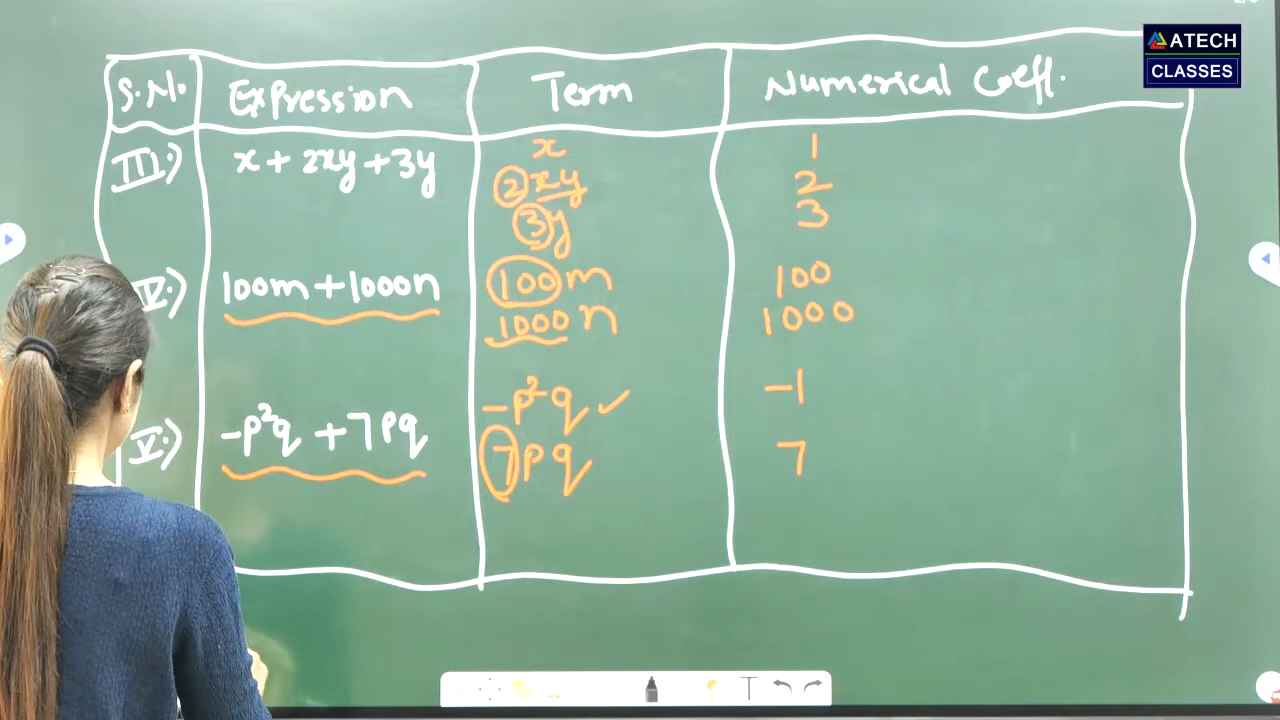 ATECH
CLASSES
S.N. Expression Term Numerical Coeff.
III:) x + 2xy + 3y x 1
2xy 2
3y 3
IV:) 100m + 1000n 100m 100
1000n 1000
V:) -p²q + 7pq -p²q ✓ -1
7pq 7
T